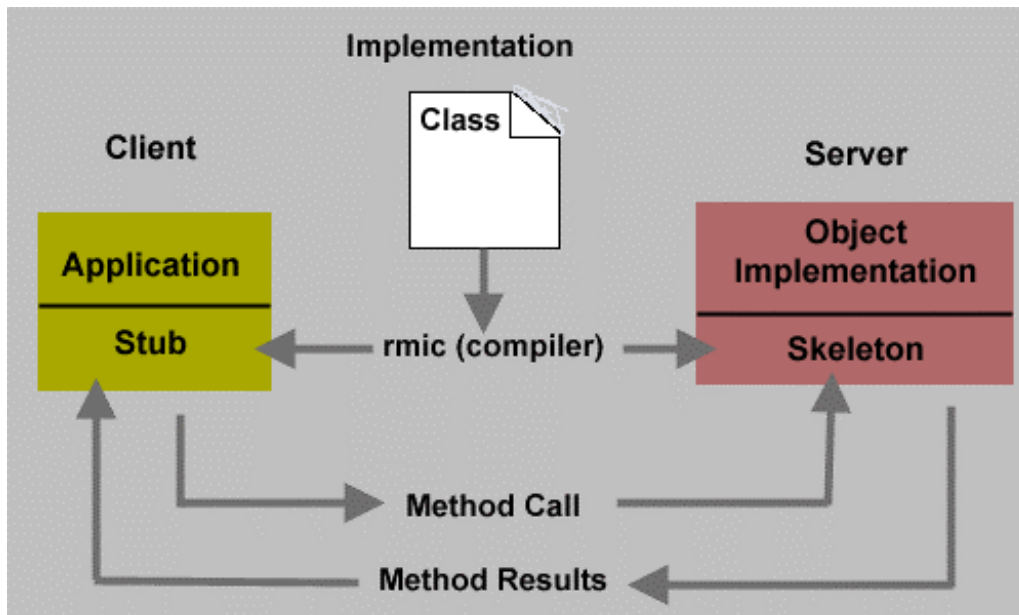 Implementation
Class
Client
Server
Application
Object
Implementation
Stub
rmic (compiler)
Skeleton
Method Call
Method Results